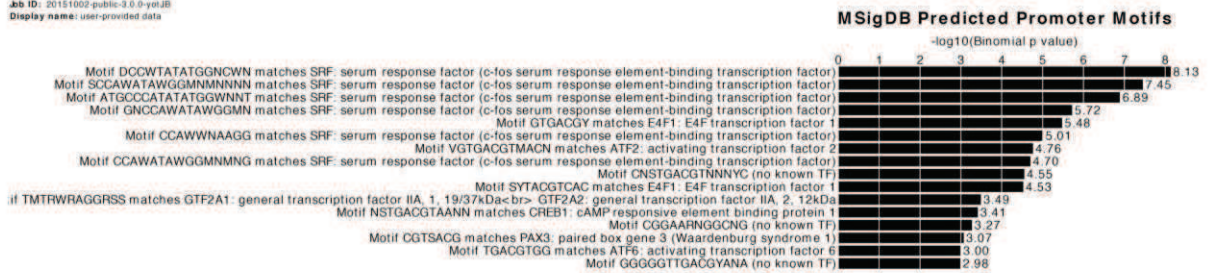 Job ID: 20151002-public-3.0.0-yotJB
Display name: user-provided data
MSigDB Predicted Promoter Motifs
-log10(Binomial p value)
0 1 2 3 4 5 6 7 8
Motif DCCWTATATGGNCWN matches SRF: serum response factor (c-fos serum response element-binding transcription factor) 8.13
Motif SCCAWATAWGGMNMNNNN matches SRF: serum response factor (c-fos serum response element-binding transcription factor) 7.45
Motif ATGCCCATATATGGWNNT matches SRF: serum response factor (c-fos serum response element-binding transcription factor) 6.89
Motif GNCCAWATAWGGMN matches SRF: serum response factor (c-fos serum response element-binding transcription factor) 5.72
Motif GTGACGY matches E4F1: E4F transcription factor 1 5.48
Motif CCAWWNAAGG matches SRF: serum response factor (c-fos serum response element-binding transcription factor) 5.01
Motif VGTGACGTMACN matches ATF2: activating transcription factor 2 4.76
Motif CCAWATAWGGMNMNG matches SRF: serum response factor (c-fos serum response element-binding transcription factor) 4.70
Motif CNSTGACGTNNNYC (no known TF) 4.55
Motif SYTACGTCAC matches E4F1: E4F transcription factor 1 4.53
if TMTRWRAGGRSS matches GTF2A1: general transcription factor IIA, 1, 19/37kDa<br> GTF2A2: general transcription factor IIA, 2, 12kDa 3.49
Motif NSTGACGTAANN matches CREB1: cAMP responsive element binding protein 1 3.41
Motif CGGAARNGGCNG (no known TF) 3.27
Motif CGTSACG matches PAX3: paired box gene 3 (Waardenburg syndrome 1) 3.07
Motif TGACGTGG matches ATF6: activating transcription factor 6 3.00
Motif GGGGGTTGACGYANA (no known TF) 2.98